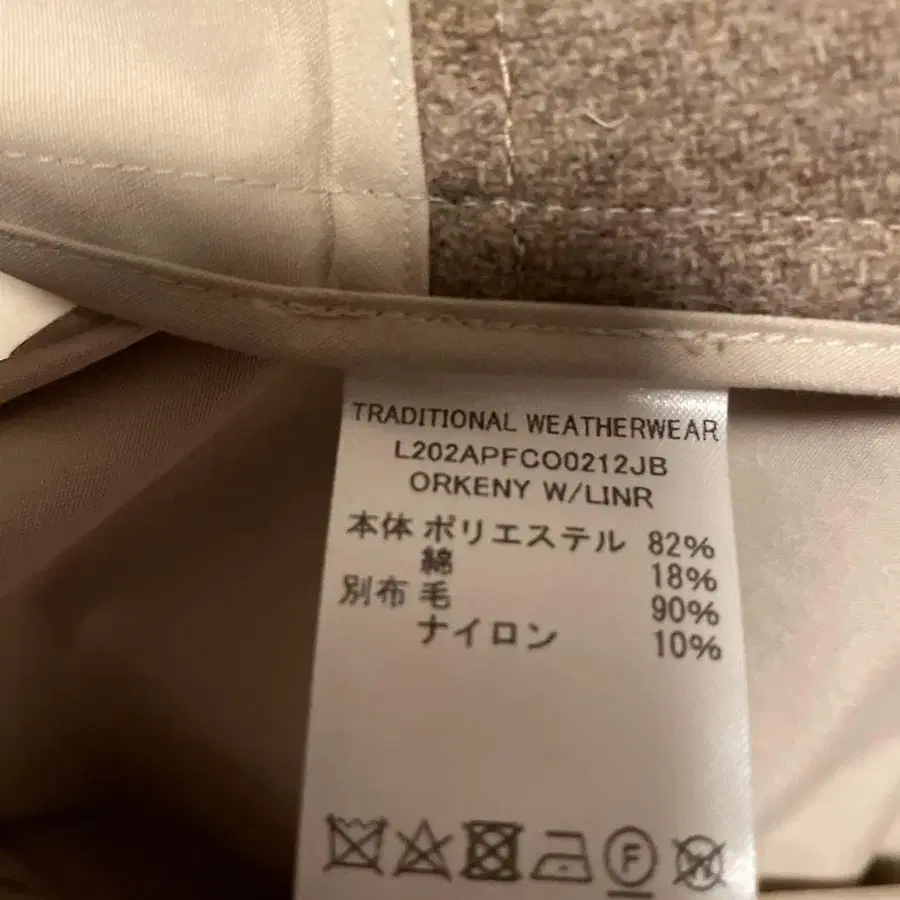 TRADITIONAL WEATHERWEAR
L202APFCO0212JB
ORKENY W/LINR
本体 ポリエステル 82%
綿 18%
別布 毛 90%
ナイロン 10%
F
W